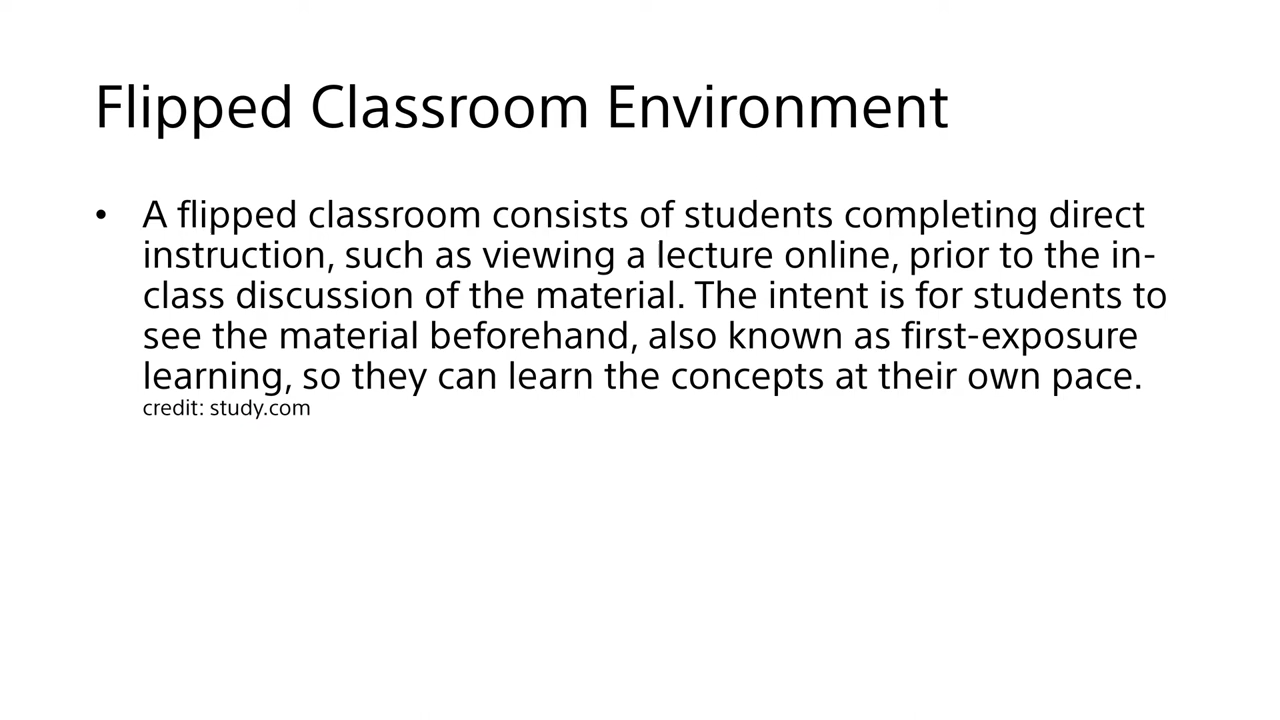 Flipped Classroom Environment
• A flipped classroom consists of students completing direct
instruction, such as viewing a lecture online, prior to the in-
class discussion of the material. The intent is for students to
see the material beforehand, also known as first-exposure
learning, so they can learn the concepts at their own pace.
credit: study.com